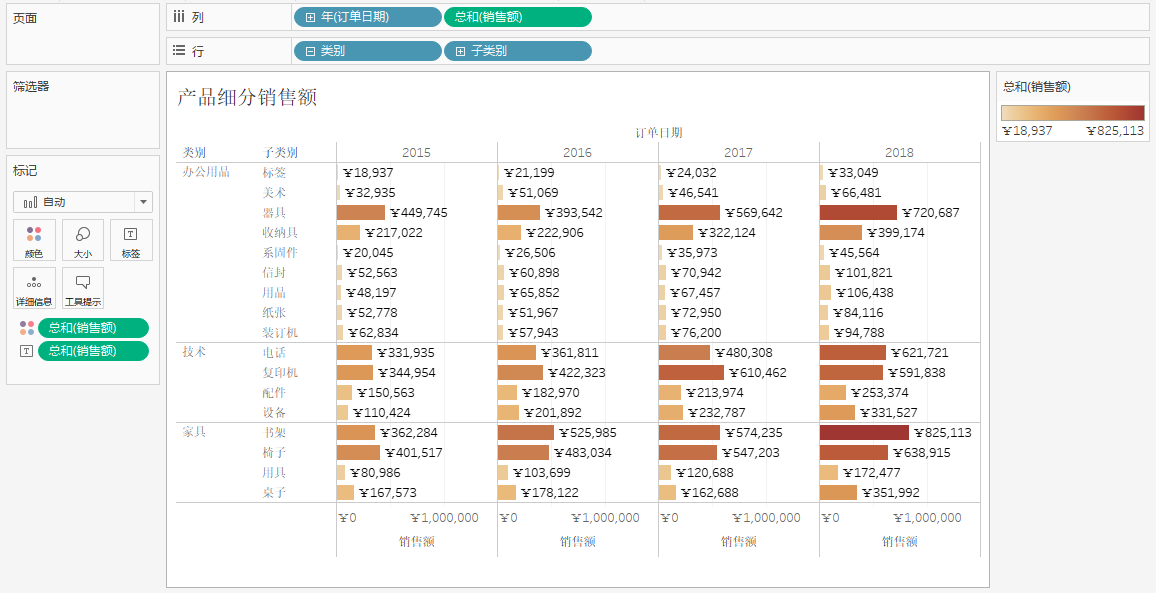 页面
列
年(订单日期)
总和(销售额)
行
类别
子类别
筛选器
标记
自动
颜色
大小
标签
详细信息
工具提示
总和(销售额)
总和(销售额)
产品细分销售额
订单日期
类别 子类别 2015 2016 2017 2018
办公用品 标签 ¥18,937 ¥21,199 ¥24,032 ¥33,049
美术 ¥32,935 ¥51,069 ¥46,541 ¥66,481
器具 ¥449,745 ¥393,542 ¥569,642 ¥720,687
收纳具 ¥217,022 ¥222,906 ¥322,124 ¥399,174
系固件 ¥20,045 ¥26,506 ¥35,973 ¥45,564
信封 ¥52,563 ¥60,898 ¥70,942 ¥101,821
用品 ¥48,197 ¥65,852 ¥67,457 ¥106,438
纸张 ¥52,778 ¥51,967 ¥72,950 ¥84,116
装订机 ¥62,834 ¥57,943 ¥76,200 ¥94,788
技术 电话 ¥331,935 ¥361,811 ¥480,308 ¥621,721
复印机 ¥344,954 ¥422,323 ¥610,462 ¥591,838
配件 ¥150,563 ¥182,970 ¥213,974 ¥253,374
设备 ¥110,424 ¥201,892 ¥232,787 ¥331,527
家具 书架 ¥362,284 ¥525,985 ¥574,235 ¥825,113
椅子 ¥401,517 ¥483,034 ¥547,203 ¥638,915
用具 ¥80,986 ¥103,699 ¥120,688 ¥172,477
桌子 ¥167,573 ¥178,122 ¥162,688 ¥351,992
¥0 ¥1,000,000 ¥0 ¥1,000,000 ¥0 ¥1,000,000 ¥0 ¥1,000,000
销售额 销售额 销售额 销售额
总和(销售额)
¥18,937 ¥825,113